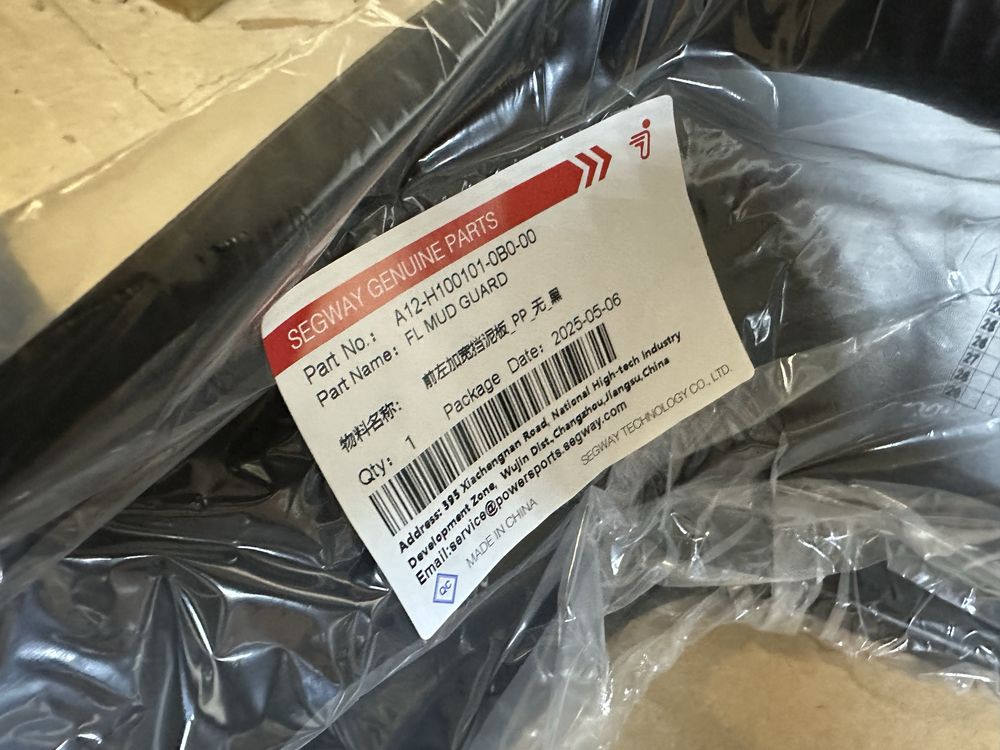 SEGWAY GENUINE PARTS
Part No.: A12-H100101-0B0-00
Part Name: FL MUD GUARD
物料名称: 前左加宽挡泥板_PP_无_黑
Qty: 1 Package Date: 2025-05-06
Address: 395 Xiachengnan Road, National High-tech Industry
Development Zone, Wujin Dist. Changzhou,Jiangsu,China
Email:service@powersports.segway.com
MADE IN CHINA SEGWAY TECHNOLOGY CO., LTD.
QC